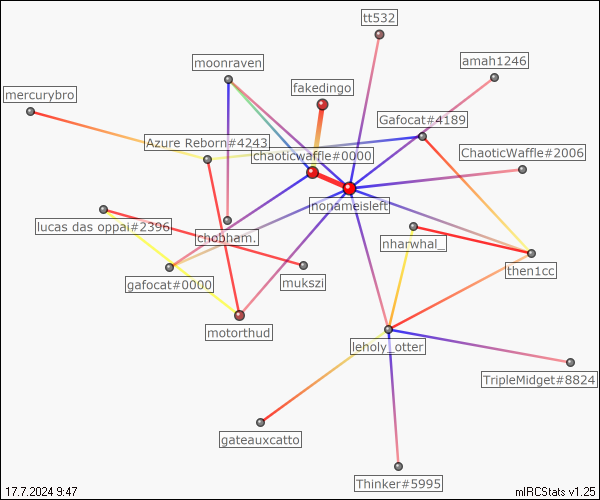 tt532
moonraven
amah1246
fakedingo
mercurybro
Gafocat#4189
Azure Reborn#4243
chaoticwaffle#0000
ChaoticWaffle#2006
nonameisleft
lucas das oppai#2396
chobham.
nharwhal_
then1cc
gafocat#0000
mukszi
motorthud
leholy_otter
TripleMidget#8824
gateauxcatto
Thinker#5995
17.7.2024 9:47
mIRCStats v1.25